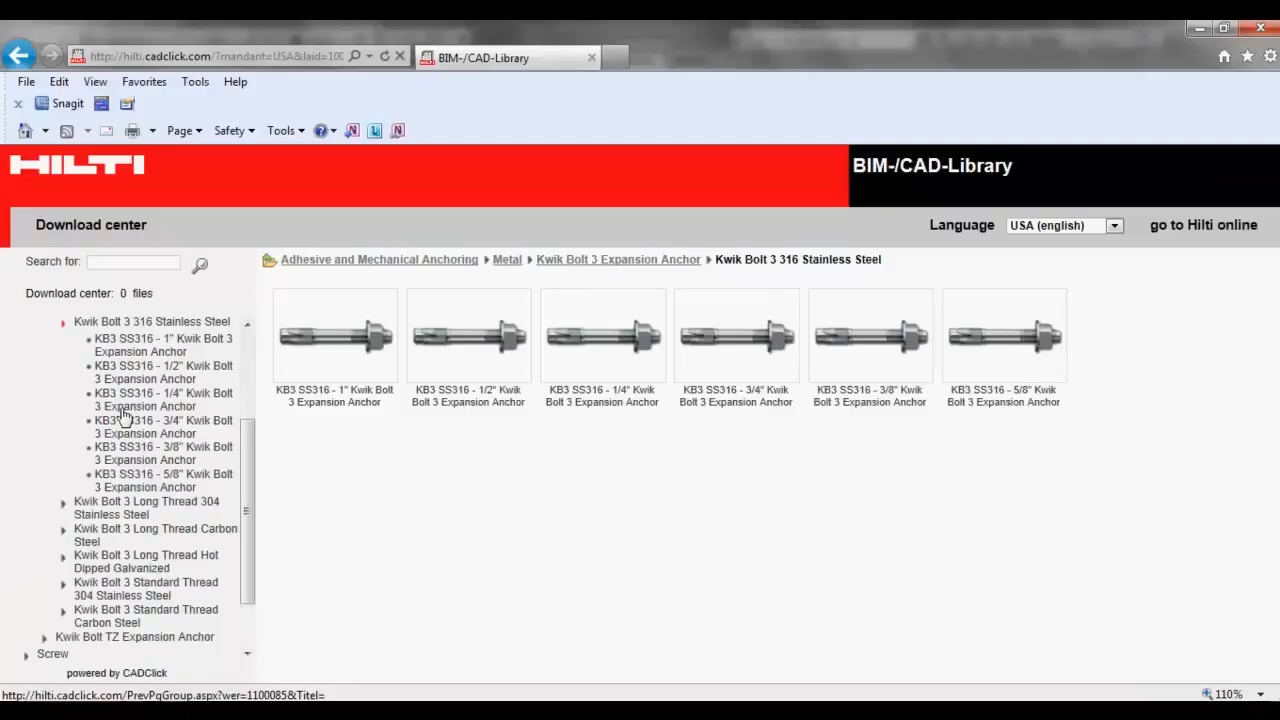 http://hilti.cadclick.com/?mandant=USA&laid=100
BIM-/CAD-Library
File Edit View Favorites Tools Help
Snagit
Page Safety Tools
HILTI
BIM-/CAD-Library
Download center
Language USA (english) go to Hilti online
Search for:
Adhesive and Mechanical Anchoring Metal Kwik Bolt 3 Expansion Anchor Kwik Bolt 3 316 Stainless Steel
Download center: 0 files
Kwik Bolt 3 316 Stainless Steel
KB3 SS316 - 1" Kwik Bolt 3
Expansion Anchor
KB3 SS316 - 1/2" Kwik Bolt
3 Expansion Anchor
KB3 SS316 - 1/4" Kwik Bolt
3 Expansion Anchor
KB3 SS316 - 3/4" Kwik Bolt
3 Expansion Anchor
KB3 SS316 - 3/8" Kwik Bolt
3 Expansion Anchor
KB3 SS316 - 5/8" Kwik Bolt
3 Expansion Anchor
Kwik Bolt 3 Long Thread 304
Stainless Steel
Kwik Bolt 3 Long Thread Carbon
Steel
Kwik Bolt 3 Long Thread Hot
Dipped Galvanized
Kwik Bolt 3 Standard Thread
304 Stainless Steel
Kwik Bolt 3 Standard Thread
Carbon Steel
Kwik Bolt TZ Expansion Anchor
Screw
powered by CADClick
KB3 SS316 - 1" Kwik Bolt
3 Expansion Anchor
KB3 SS316 - 1/2" Kwik
Bolt 3 Expansion Anchor
KB3 SS316 - 1/4" Kwik
Bolt 3 Expansion Anchor
KB3 SS316 - 3/4" Kwik
Bolt 3 Expansion Anchor
KB3 SS316 - 3/8" Kwik
Bolt 3 Expansion Anchor
KB3 SS316 - 5/8" Kwik
Bolt 3 Expansion Anchor
http://hilti.cadclick.com/PrevPqGroup.aspx?wer=1100085&Titel=
110%